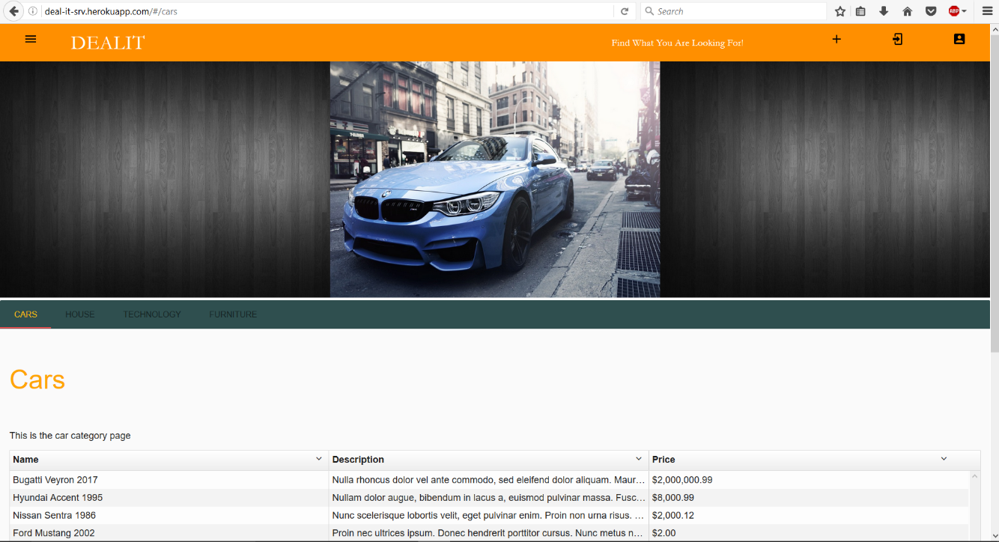 deal-it-srv.herokuapp.com/#/cars
Search
ABP
DEALIT
Find What You Are Looking For!
7-ELEVEN
CARS HOUSE TECHNOLOGY FURNITURE
Cars
This is the car category page
Name Description Price
Bugatti Veyron 2017 Nulla rhoncus dolor vel ante commodo, sed eleifend dolor aliquam. Maur... $2,000,000.99
Hyundai Accent 1995 Nullam dolor augue, bibendum in lacus a, euismod pulvinar massa. Fusc... $8,000.99
Nissan Sentra 1986 Nunc scelerisque lobortis velit, eget pulvinar enim. Proin non urna risus. ... $2,000.12
Ford Mustang 2002 Proin nec ultrices ipsum. Donec hendrerit porttitor cursus. Nunc metus n... $2.00